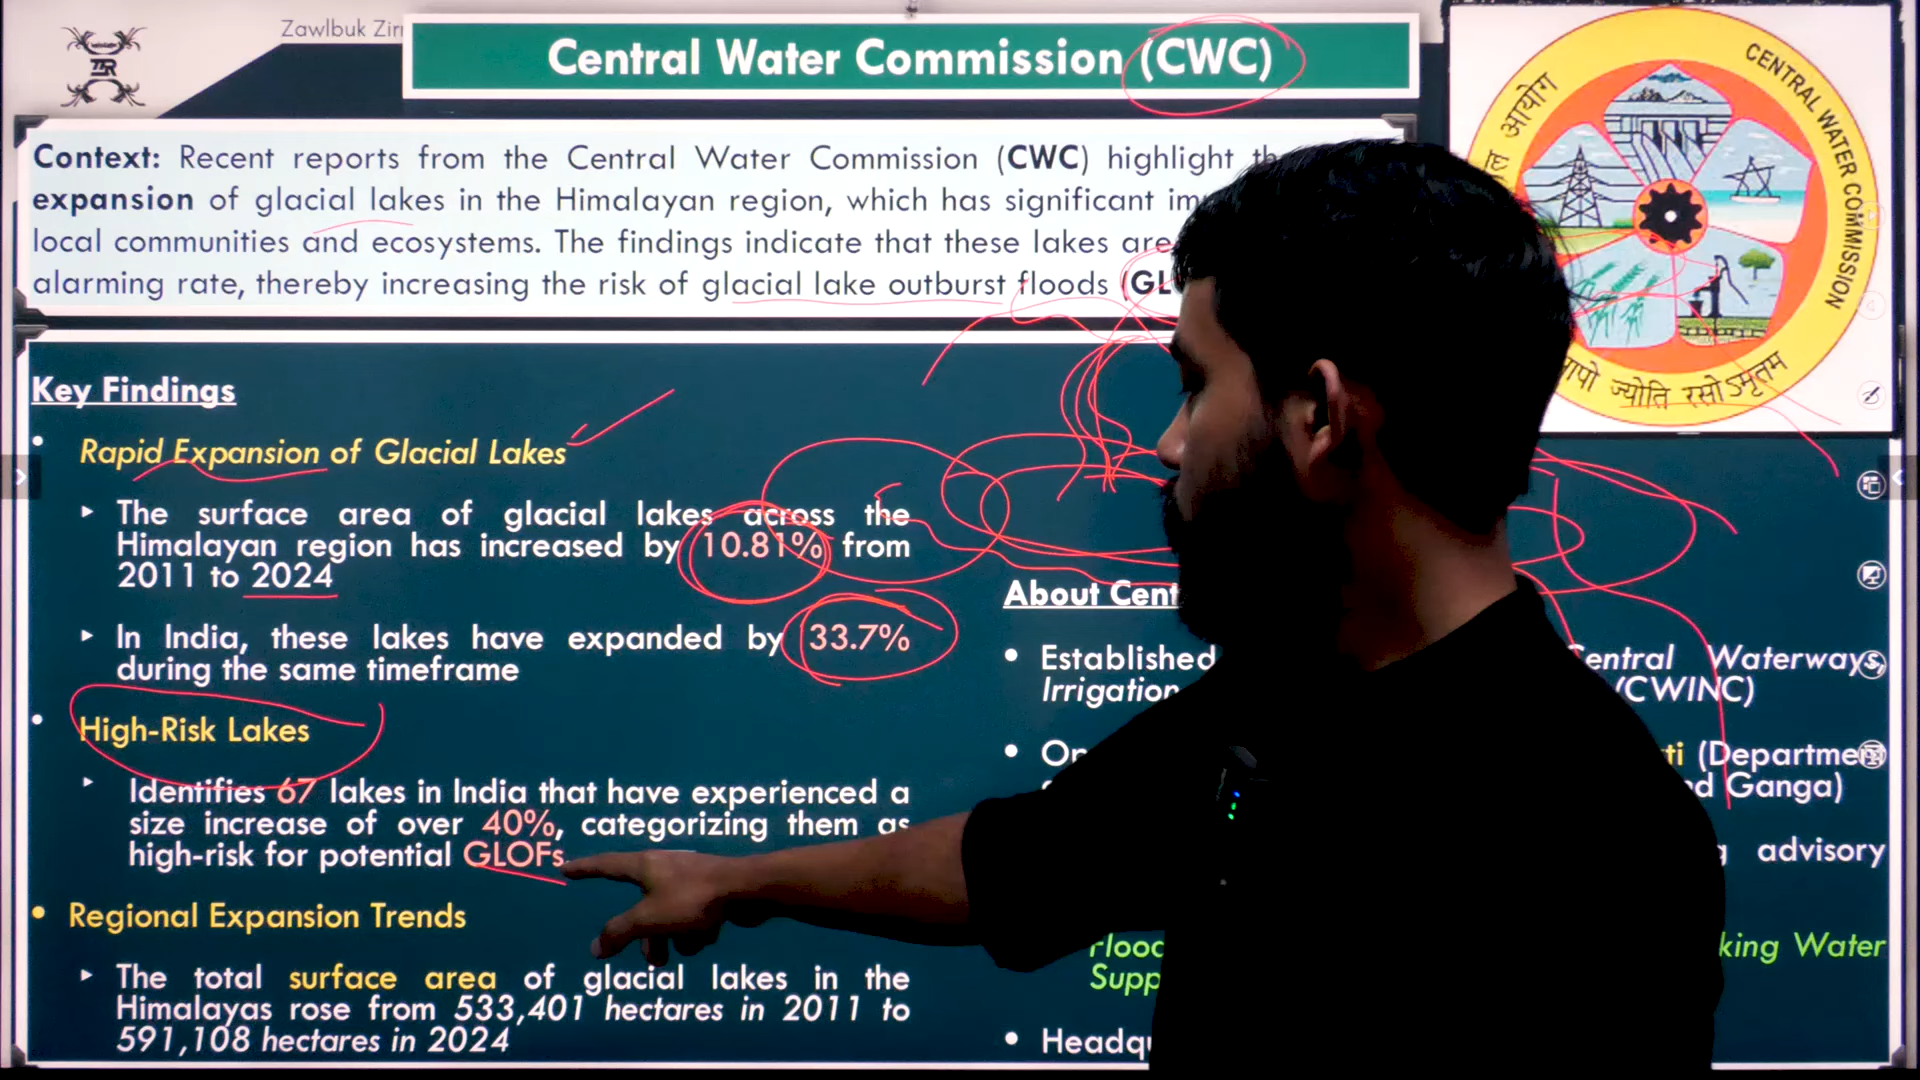 Zawlbuk
Central Water Commission (CWC)
Context: Recent reports from the Central Water Commission (CWC) highlight
expansion of glacial lakes in the Himalayan region, which has significant
local communities and ecosystems. The findings indicate that these lakes are
alarming rate, thereby increasing the risk of glacial lake outburst floods
Key Findings
• Rapid Expansion of Glacial Lakes
‣ The surface area of glacial lakes across the
Himalayan region has increased by 10.81% from
2011 to 2024
‣ In India, these lakes have expanded by 33.7%
during the same timeframe
• High-Risk Lakes
‣ Identifies 67 lakes in India that have experienced a
size increase of over 40%, categorizing them as
high-risk for potential GLOFs
• Regional Expansion Trends
‣ The total surface area of glacial lakes in the
Himalayas rose from 533,401 hectares in 2011 to
591,108 hectares in 2024
About
• Established Central Waterways,
Irrigation (CWINC)
• (Department
Ganga)
advisory
Water
•
CENTRAL WATER COMMISSION
आयोग
ज्योति रसोऽमृतम